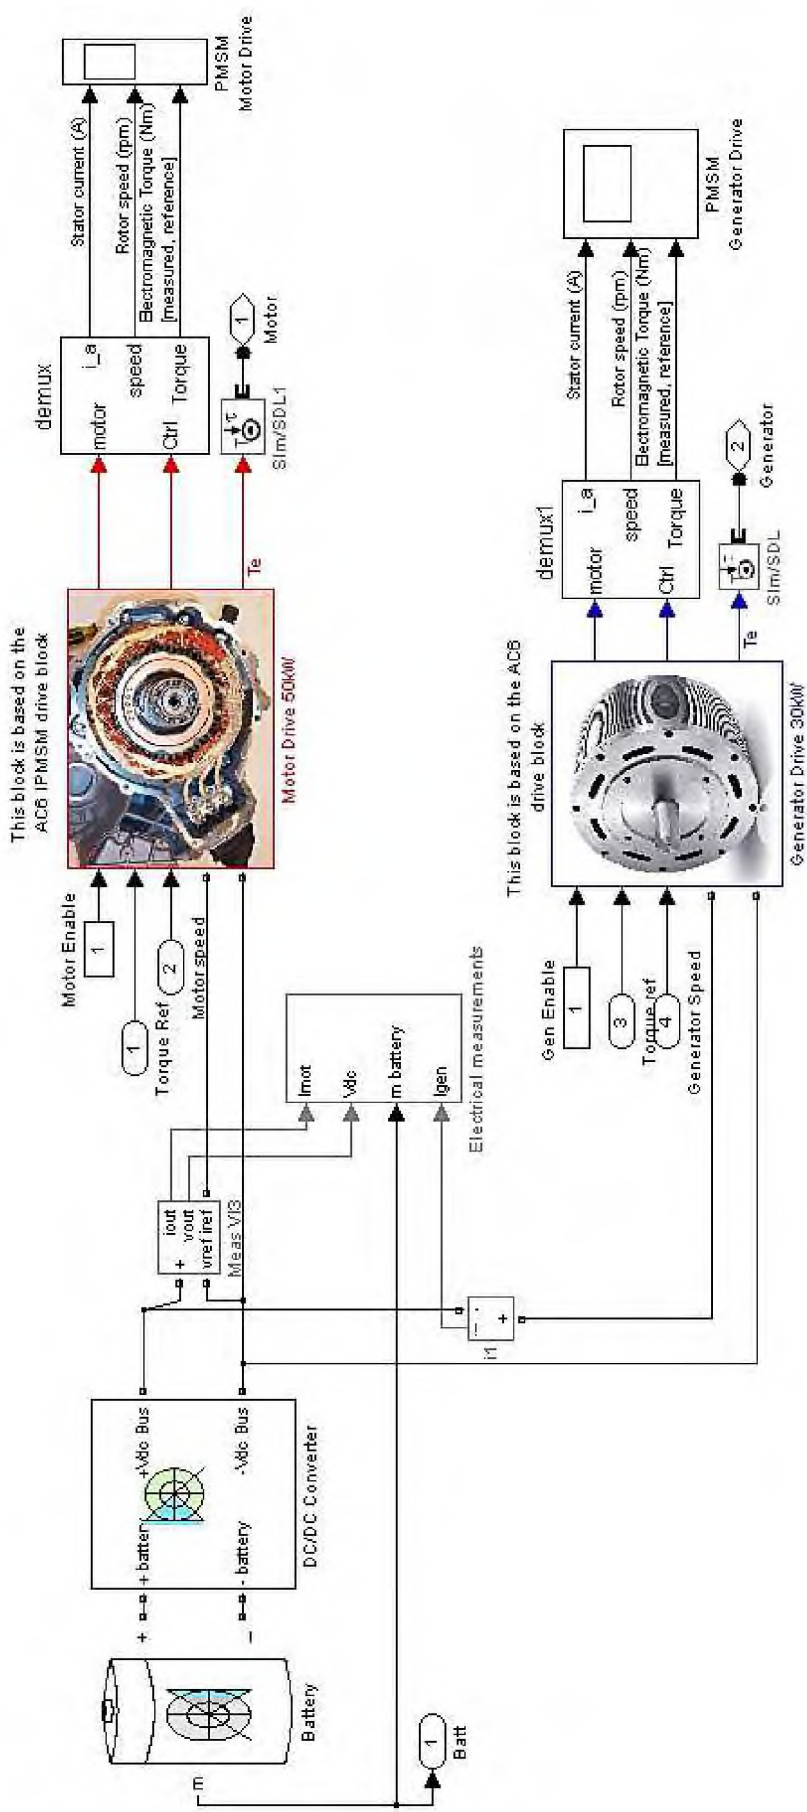 Battery
m
+
−
+ batter
- battery
+Vdc Bus
-Vdc Bus
DC/DC Converter
1
Batt
+
iout
vout
vref iref
Meas VI3
i
-
+
i1
Imot
Vdc
m battery
Igen
Electrical measurements
Motor Enable
1
1
Torque Ref
2
Motor speed
This block is based on the
AC6 IPMSM drive block
Motor Drive 50kW
Te
demux
motor
Ctrl
i_a
speed
Torque
Sim/SDL1
1
Motor
Stator current (A)
Rotor speed (rpm)
Electromagnetic Torque (Nm)
[measured, reference]
PMSM
Motor Drive
Gen Enable
1
3
Torque ref
4
Generator Speed
This block is based on the AC6
drive block
Generator Drive 30kW
Te
demux1
motor
Ctrl
i_a
speed
Torque
Sim/SDL
2
Generator
Stator current (A)
Rotor speed (rpm)
Electromagnetic Torque (Nm)
[measured, reference]
PMSM
Generator Drive